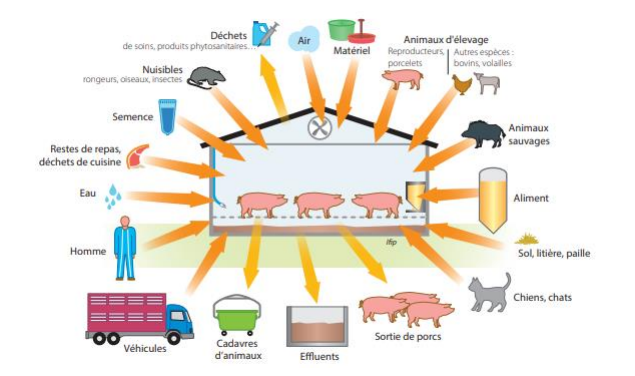 Déchets
de soins, produits phytosanitaires…
Air
Matériel
Animaux d'élevage
Reproducteurs,
porcelets
Autres espèces :
bovins, volailles
Nuisibles
rongeurs, oiseaux, insectes
Semence
Animaux
sauvages
Restes de repas,
déchets de cuisine
Eau
Aliment
Homme
ifip
Sol, litière, paille
Chiens, chats
Véhicules
Cadavres
d'animaux
Effluents
Sortie de porcs